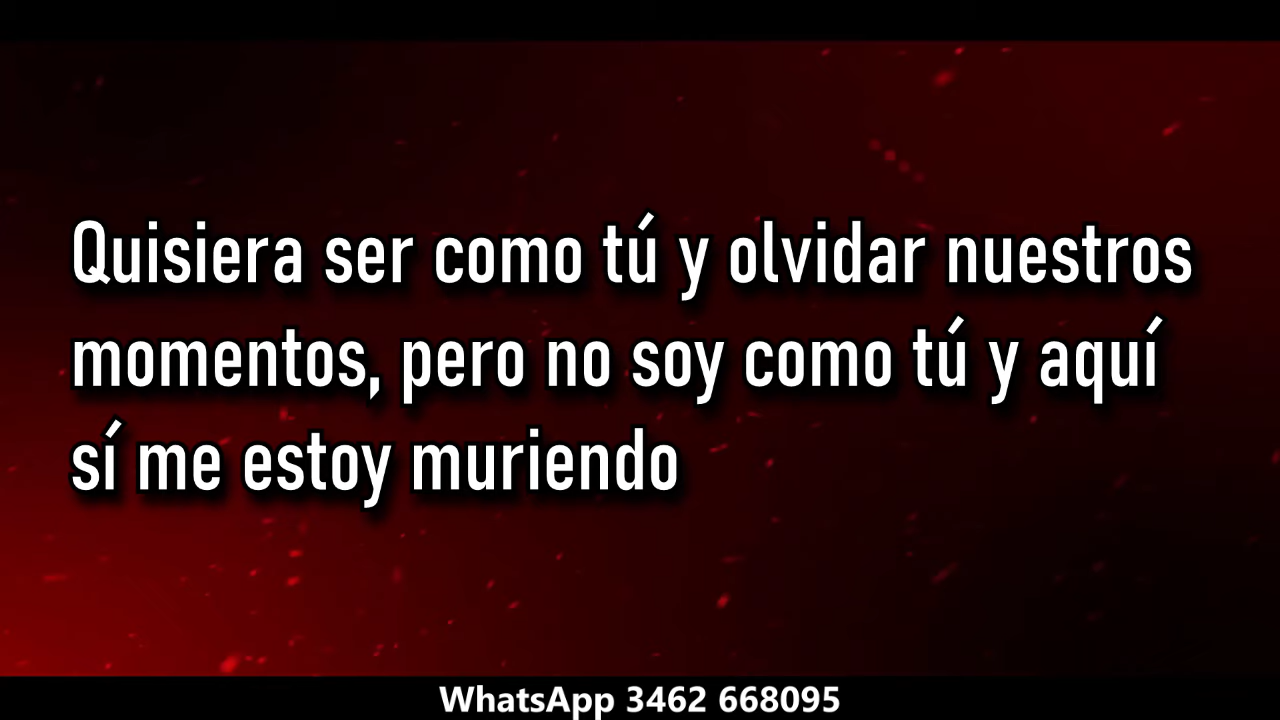 Quisiera ser como tú y olvidar nuestros
momentos, pero no soy como tú y aquí
sí me estoy muriendo
WhatsApp 3462 668095